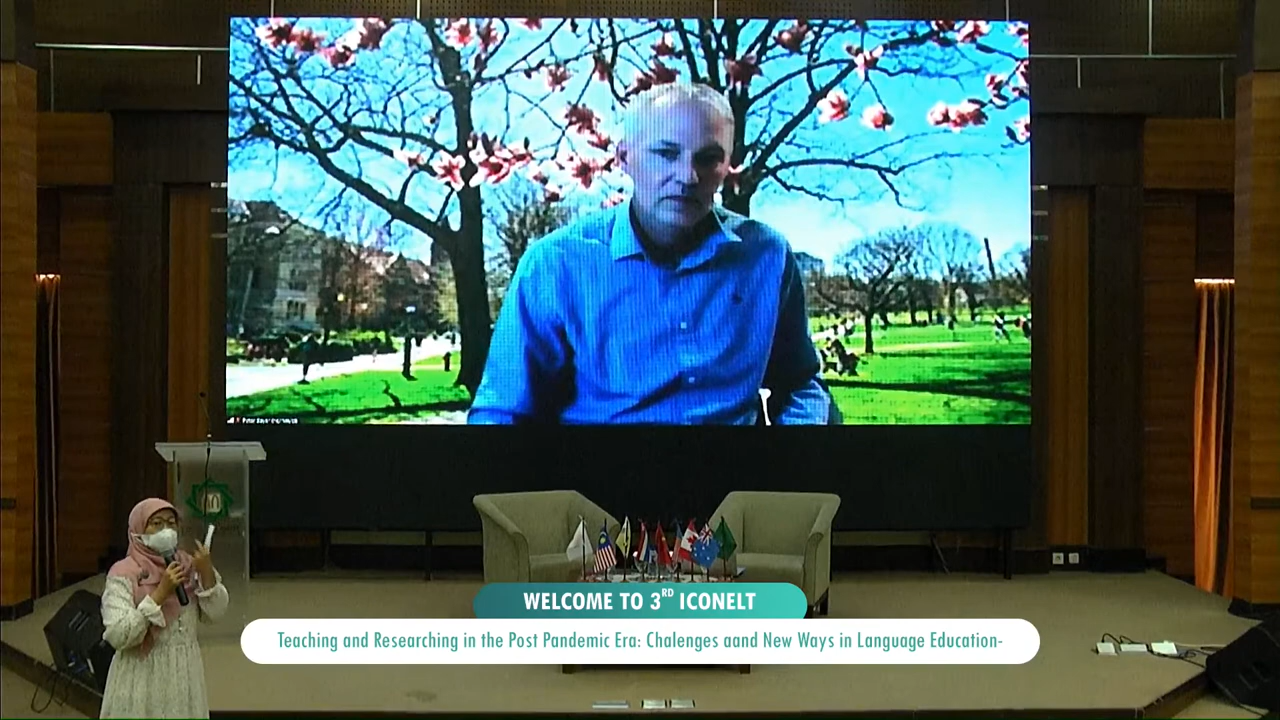 WELCOME TO 3RD ICONELT
Teaching and Researching in the Post Pandemic Era: Chalenges aand New Ways in Language Education-